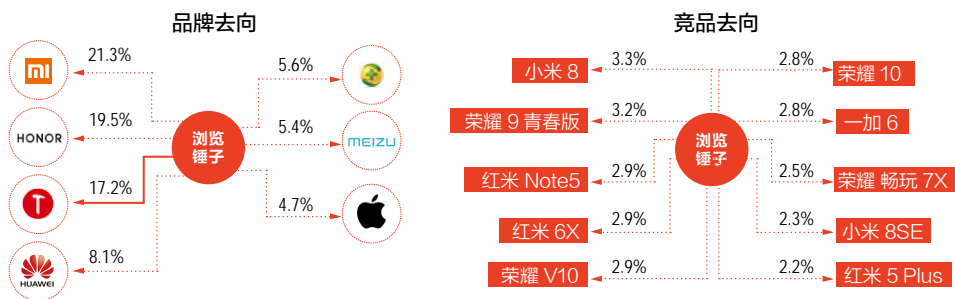 品牌去向
竞品去向
21.3%
5.6%
mi
19.5%
5.4%
HONOR
MEIZU
浏览
锤子
17.2%
4.7%
T
8.1%
HUAWEI
小米 8
3.3%
2.8%
荣耀 10
荣耀 9 青春版
3.2%
2.8%
一加 6
浏览
锤子
红米 Note5
2.9%
2.5%
荣耀 畅玩 7X
红米 6X
2.9%
2.3%
小米 8SE
荣耀 V10
2.9%
2.2%
红米 5 Plus